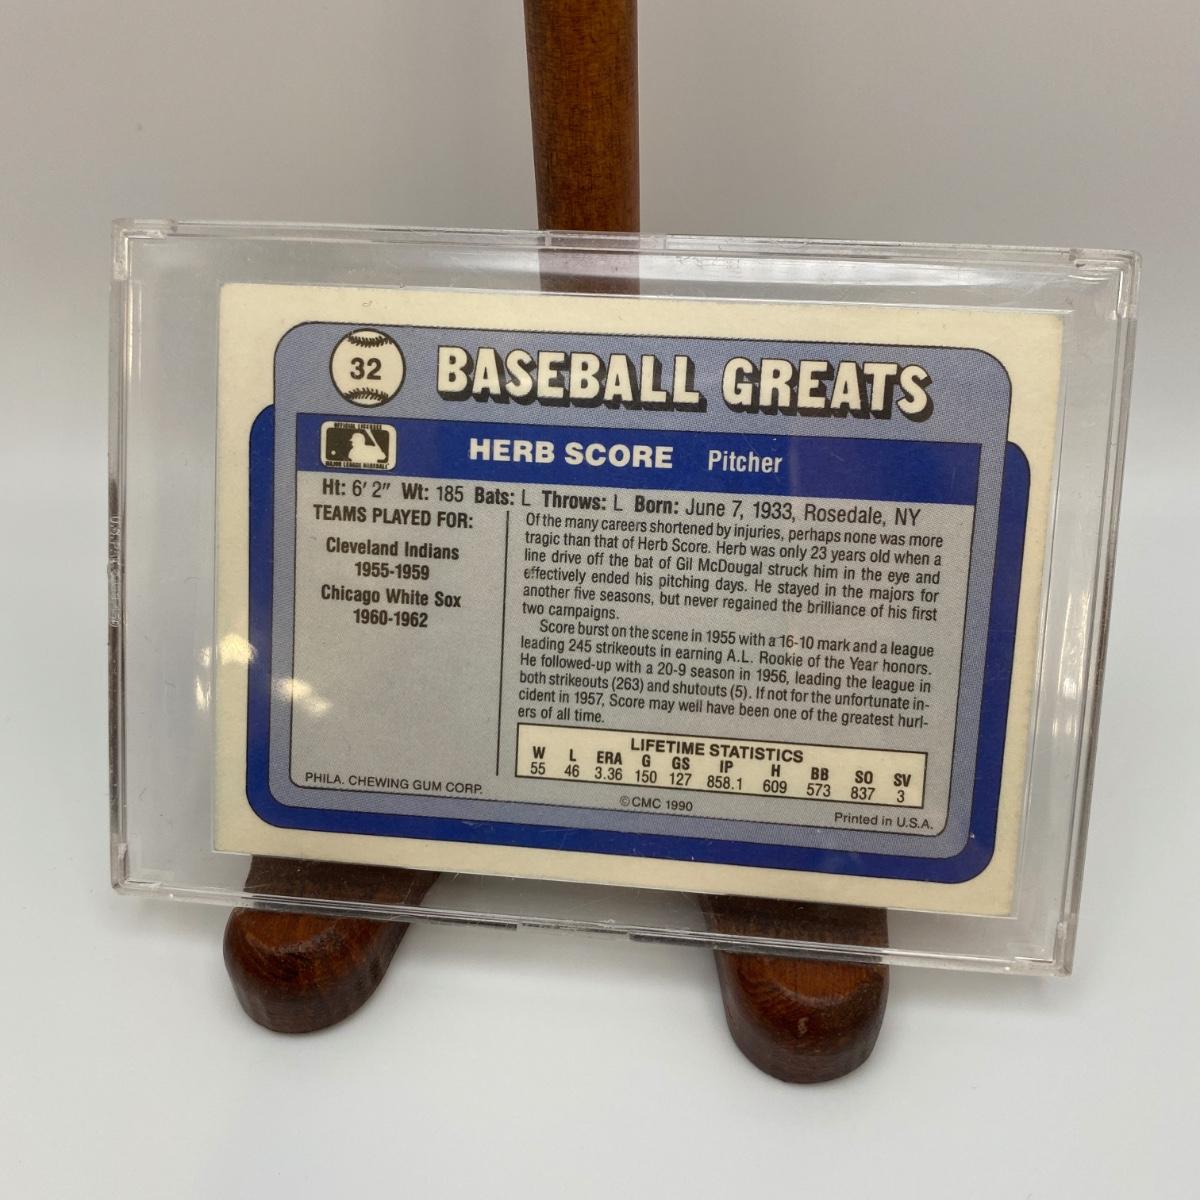 32
BASEBALL GREATS
OFFICIAL LICENSEE
MAJOR LEAGUE BASEBALL
HERB SCORE Pitcher
Ht: 6' 2" Wt: 185 Bats: L Throws: L Born: June 7, 1933, Rosedale, NY
TEAMS PLAYED FOR:
Cleveland Indians
1955-1959
Chicago White Sox
1960-1962
Of the many careers shortened by injuries, perhaps none was more
tragic than that of Herb Score. Herb was only 23 years old when a
line drive off the bat of Gil McDougal struck him in the eye and
effectively ended his pitching days. He stayed in the majors for
another five seasons, but never regained the brilliance of his first
two campaigns.
Score burst on the scene in 1955 with a 16-10 mark and a league
leading 245 strikeouts in earning A.L. Rookie of the Year honors.
He followed-up with a 20-9 season in 1956, leading the league in
both strikeouts (263) and shutouts (5). If not for the unfortunate in-
cident in 1957, Score may well have been one of the greatest hurl-
ers of all time.
LIFETIME STATISTICS
W L ERA G GS IP H BB SO SV
55 46 3.36 150 127 858.1 609 573 837 3
PHILA. CHEWING GUM CORP.
©CMC 1990
Printed in U.S.A.